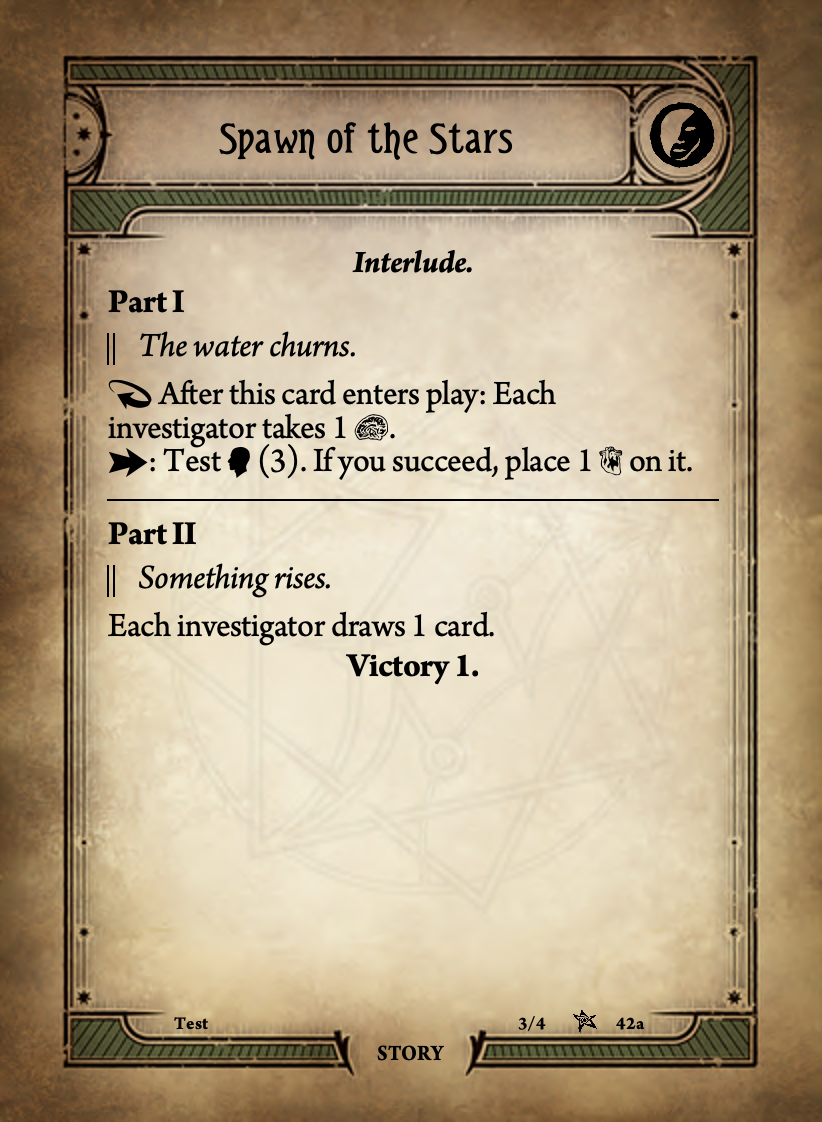 Spawn of the Stars
Interlude.
Part I
The water churns.
After this card enters play: Each
investigator takes 1 .
: Test (3). If you succeed, place 1 on it.
Part II
Something rises.
Each investigator draws 1 card.
Victory 1.
Test 3/4 42a
STORY